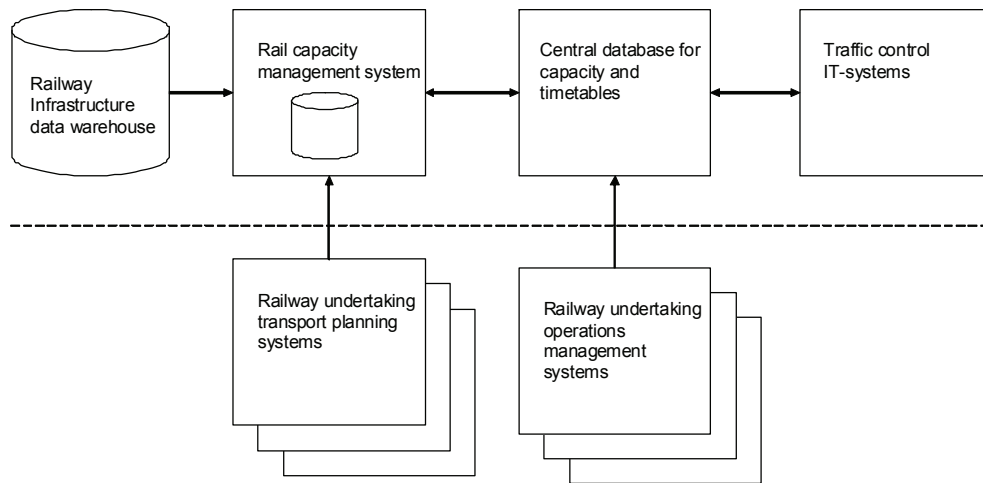 Railway
Infrastructure
data warehouse
Rail capacity
management system
Central database for
capacity and
timetables
Traffic control
IT-systems
Railway undertaking
transport planning
systems
Railway undertaking
operations
management
systems